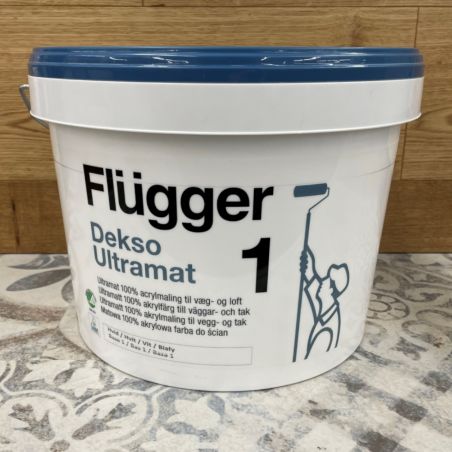 Flügger
Dekso
Ultramat
1
Ultramat 100% acrylmaling til væg- og loft
Ultramatt 100% akrylfärg till väggar- och tak
Ultramatt 100% akrylmaling til vegg- og tak
Matowa 100% akrylowa farba do ścian
Hvid / Hvit / Vit / Biały
Base 1 / Bas 1 / Baza 1